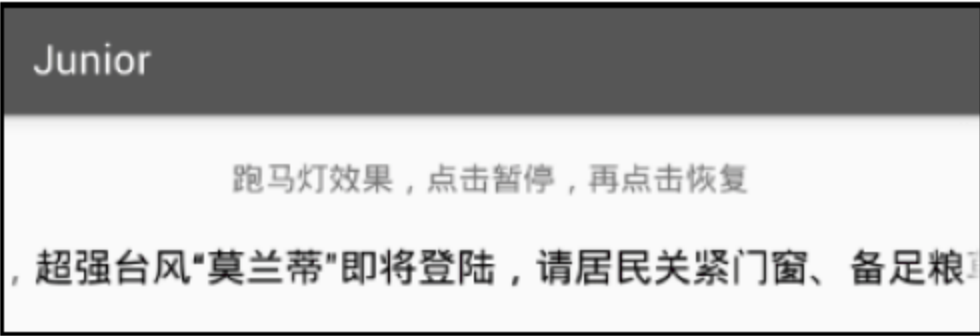 Junior
跑马灯效果，点击暂停，再点击恢复
，超强台风“莫兰蒂”即将登陆，请居民关紧门窗、备足粮